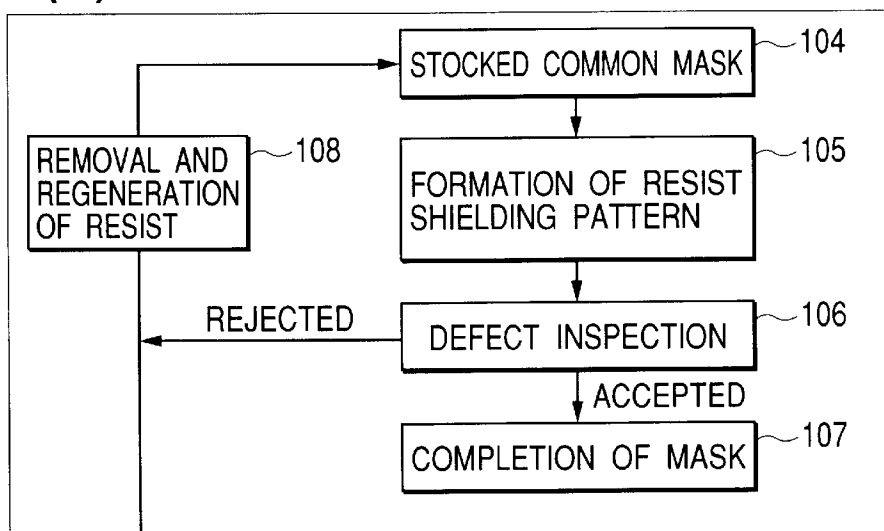 STOCKED COMMON MASK
104
REMOVAL AND
REGENERATION
OF RESIST
108
FORMATION OF RESIST
SHIELDING PATTERN
105
REJECTED
DEFECT INSPECTION
106
ACCEPTED
COMPLETION OF MASK
107